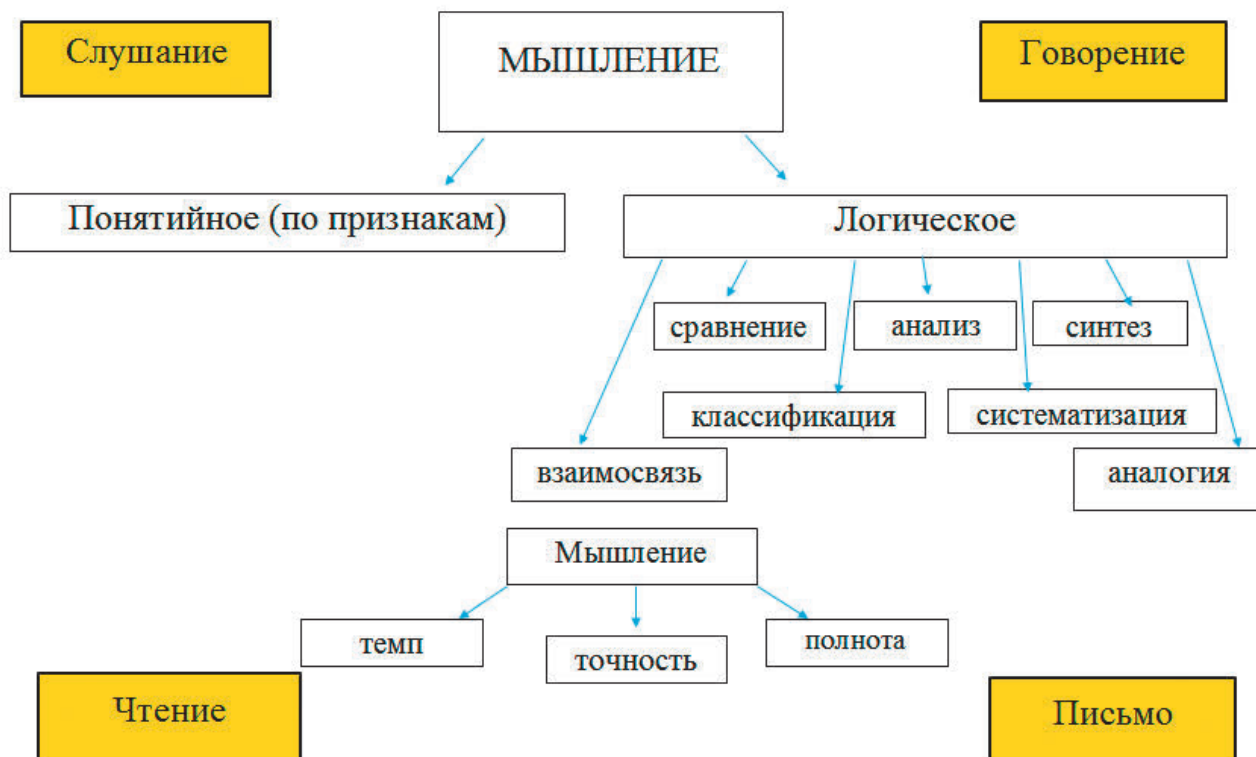 Слушание
МЫШЛЕНИЕ
Говорение
Понятийное (по признакам)
Логическое
сравнение
анализ
синтез
классификация
систематизация
взаимосвязь
аналогия
Мышление
темп
точность
полнота
Чтение
Письмо